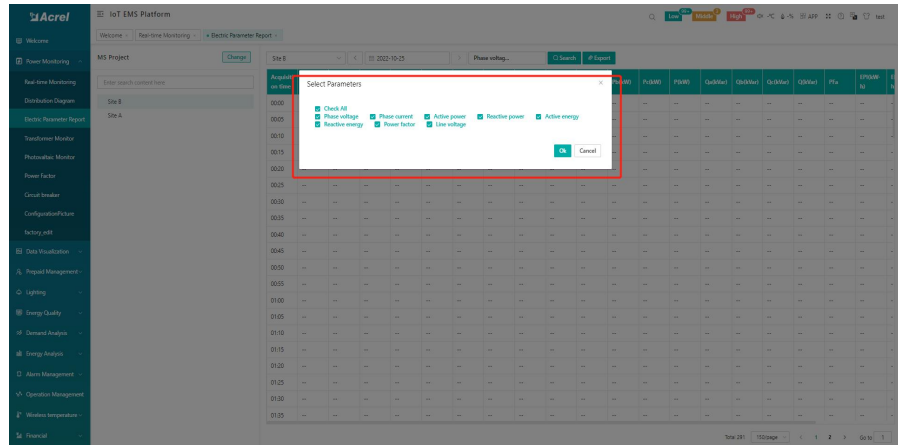 Acrel
IoT EMS Platform
Low
Middle
High
APP
test
Welcome
Real-time Monitoring
Electric Parameter Report
Welcome
Power Monitoring
Real-time Monitoring
Distribution Diagram
Electric Parameter Report
Transformer Monitor
Photovoltaic Monitor
Power Factor
Circuit breaker
ConfigurationPicture
factory_edit
Data Visualization
Prepaid Management
Lighting
Energy Quality
Demand Analysis
Energy Analysis
Alarm Management
Operation Management
Wireless temperature
Financial
MS Project
Change
Enter search content here
Site B
Site A
Site B
2022-10-25
Phase voltag...
Search
Export
Select Parameters
Check All
Phase voltage Phase current Active power Reactive power Active energy
Reactive energy Power factor Line voltage
Ok Cancel
Acquisiti
on time
Pc(kW) P(kW) Qa(kVar) Qb(kVar) Qc(kVar) Q(kVar) PFa
00:00
00:05
00:10
00:15
00:20
00:25
00:30
00:35
00:40
00:45
00:50
00:55
01:00
01:05
01:10
01:15
01:20
01:25
01:30
01:35
Total 291
1 2
Go to 1